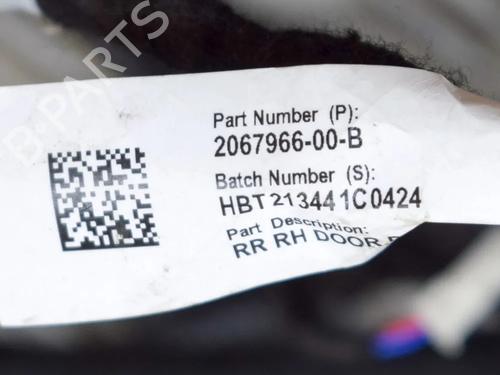 B-PARTS
Part Number (P):
2067966-00-B
Batch Number (S):
HBT213441C0424
Part Description:
RR RH DOOR